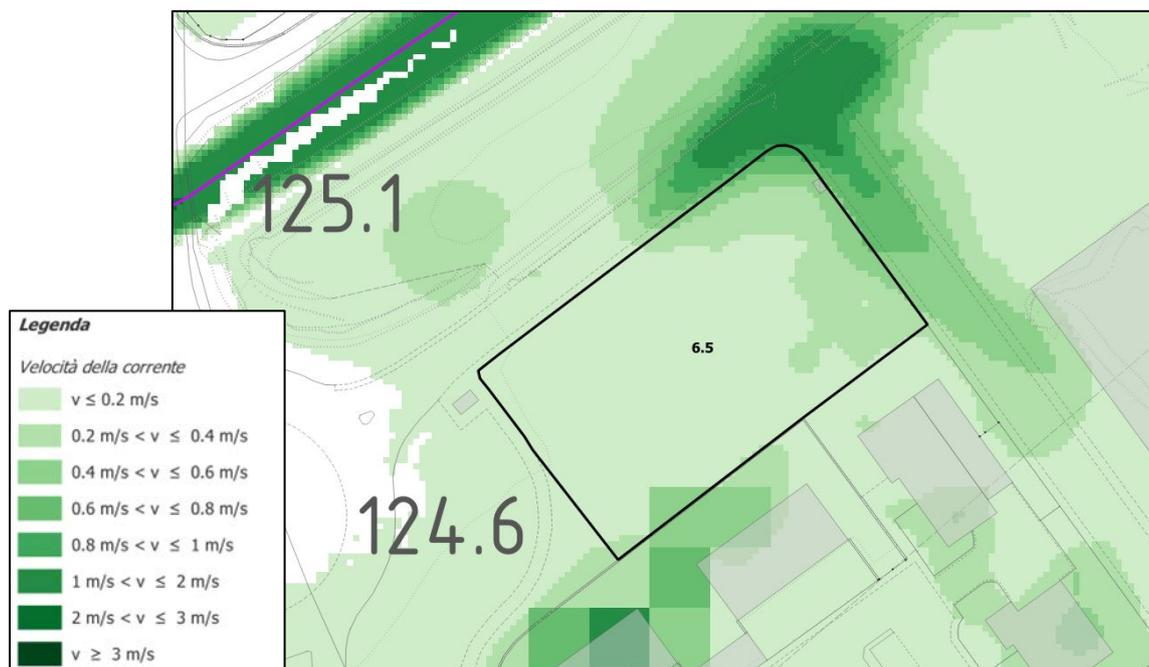 125.1
6.5
124.6
Legenda
Velocità della corrente
v ≤ 0.2 m/s
0.2 m/s < v ≤ 0.4 m/s
0.4 m/s < v ≤ 0.6 m/s
0.6 m/s < v ≤ 0.8 m/s
0.8 m/s < v ≤ 1 m/s
1 m/s < v ≤ 2 m/s
2 m/s < v ≤ 3 m/s
v ≥ 3 m/s